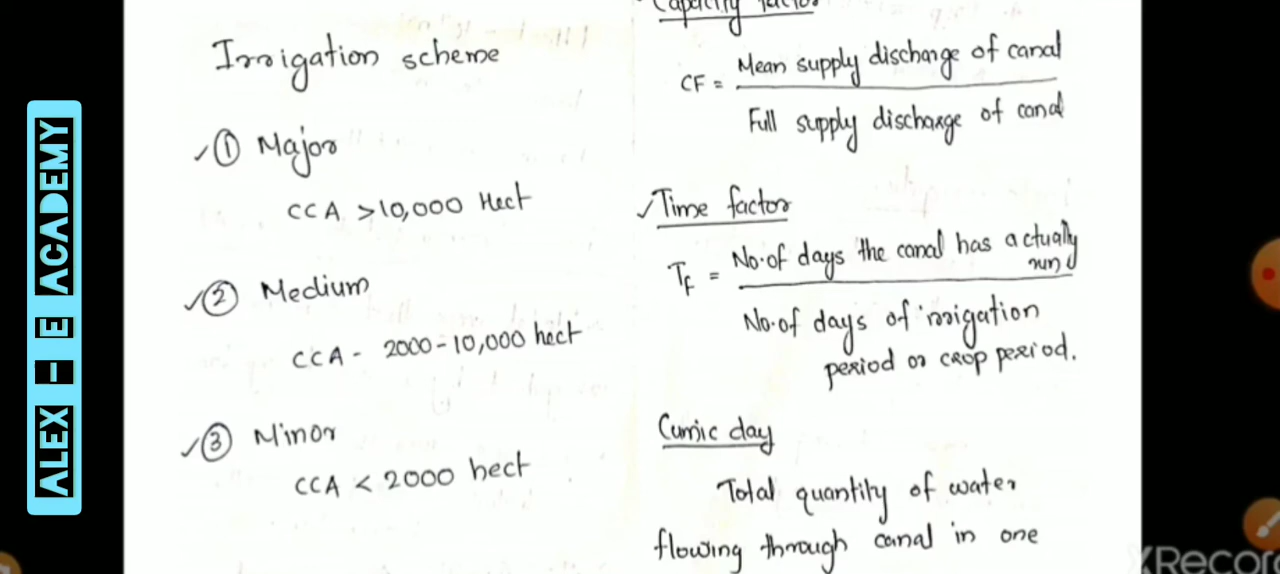 ALEX - E ACADEMY
Irrigation scheme
① Major
CCA >10,000 Hect
② Medium
CCA - 2000-10,000 hect
③ Minor
CCA < 2000 hect
Capacity factor
CF = Mean supply discharge of canal
Full supply discharge of canal
Time factor
TF = No.of days the canal has actually
run
No.of days of irrigation
period or crop period.
Cumic day
Total quantity of water
flowing through canal in one
XRecor